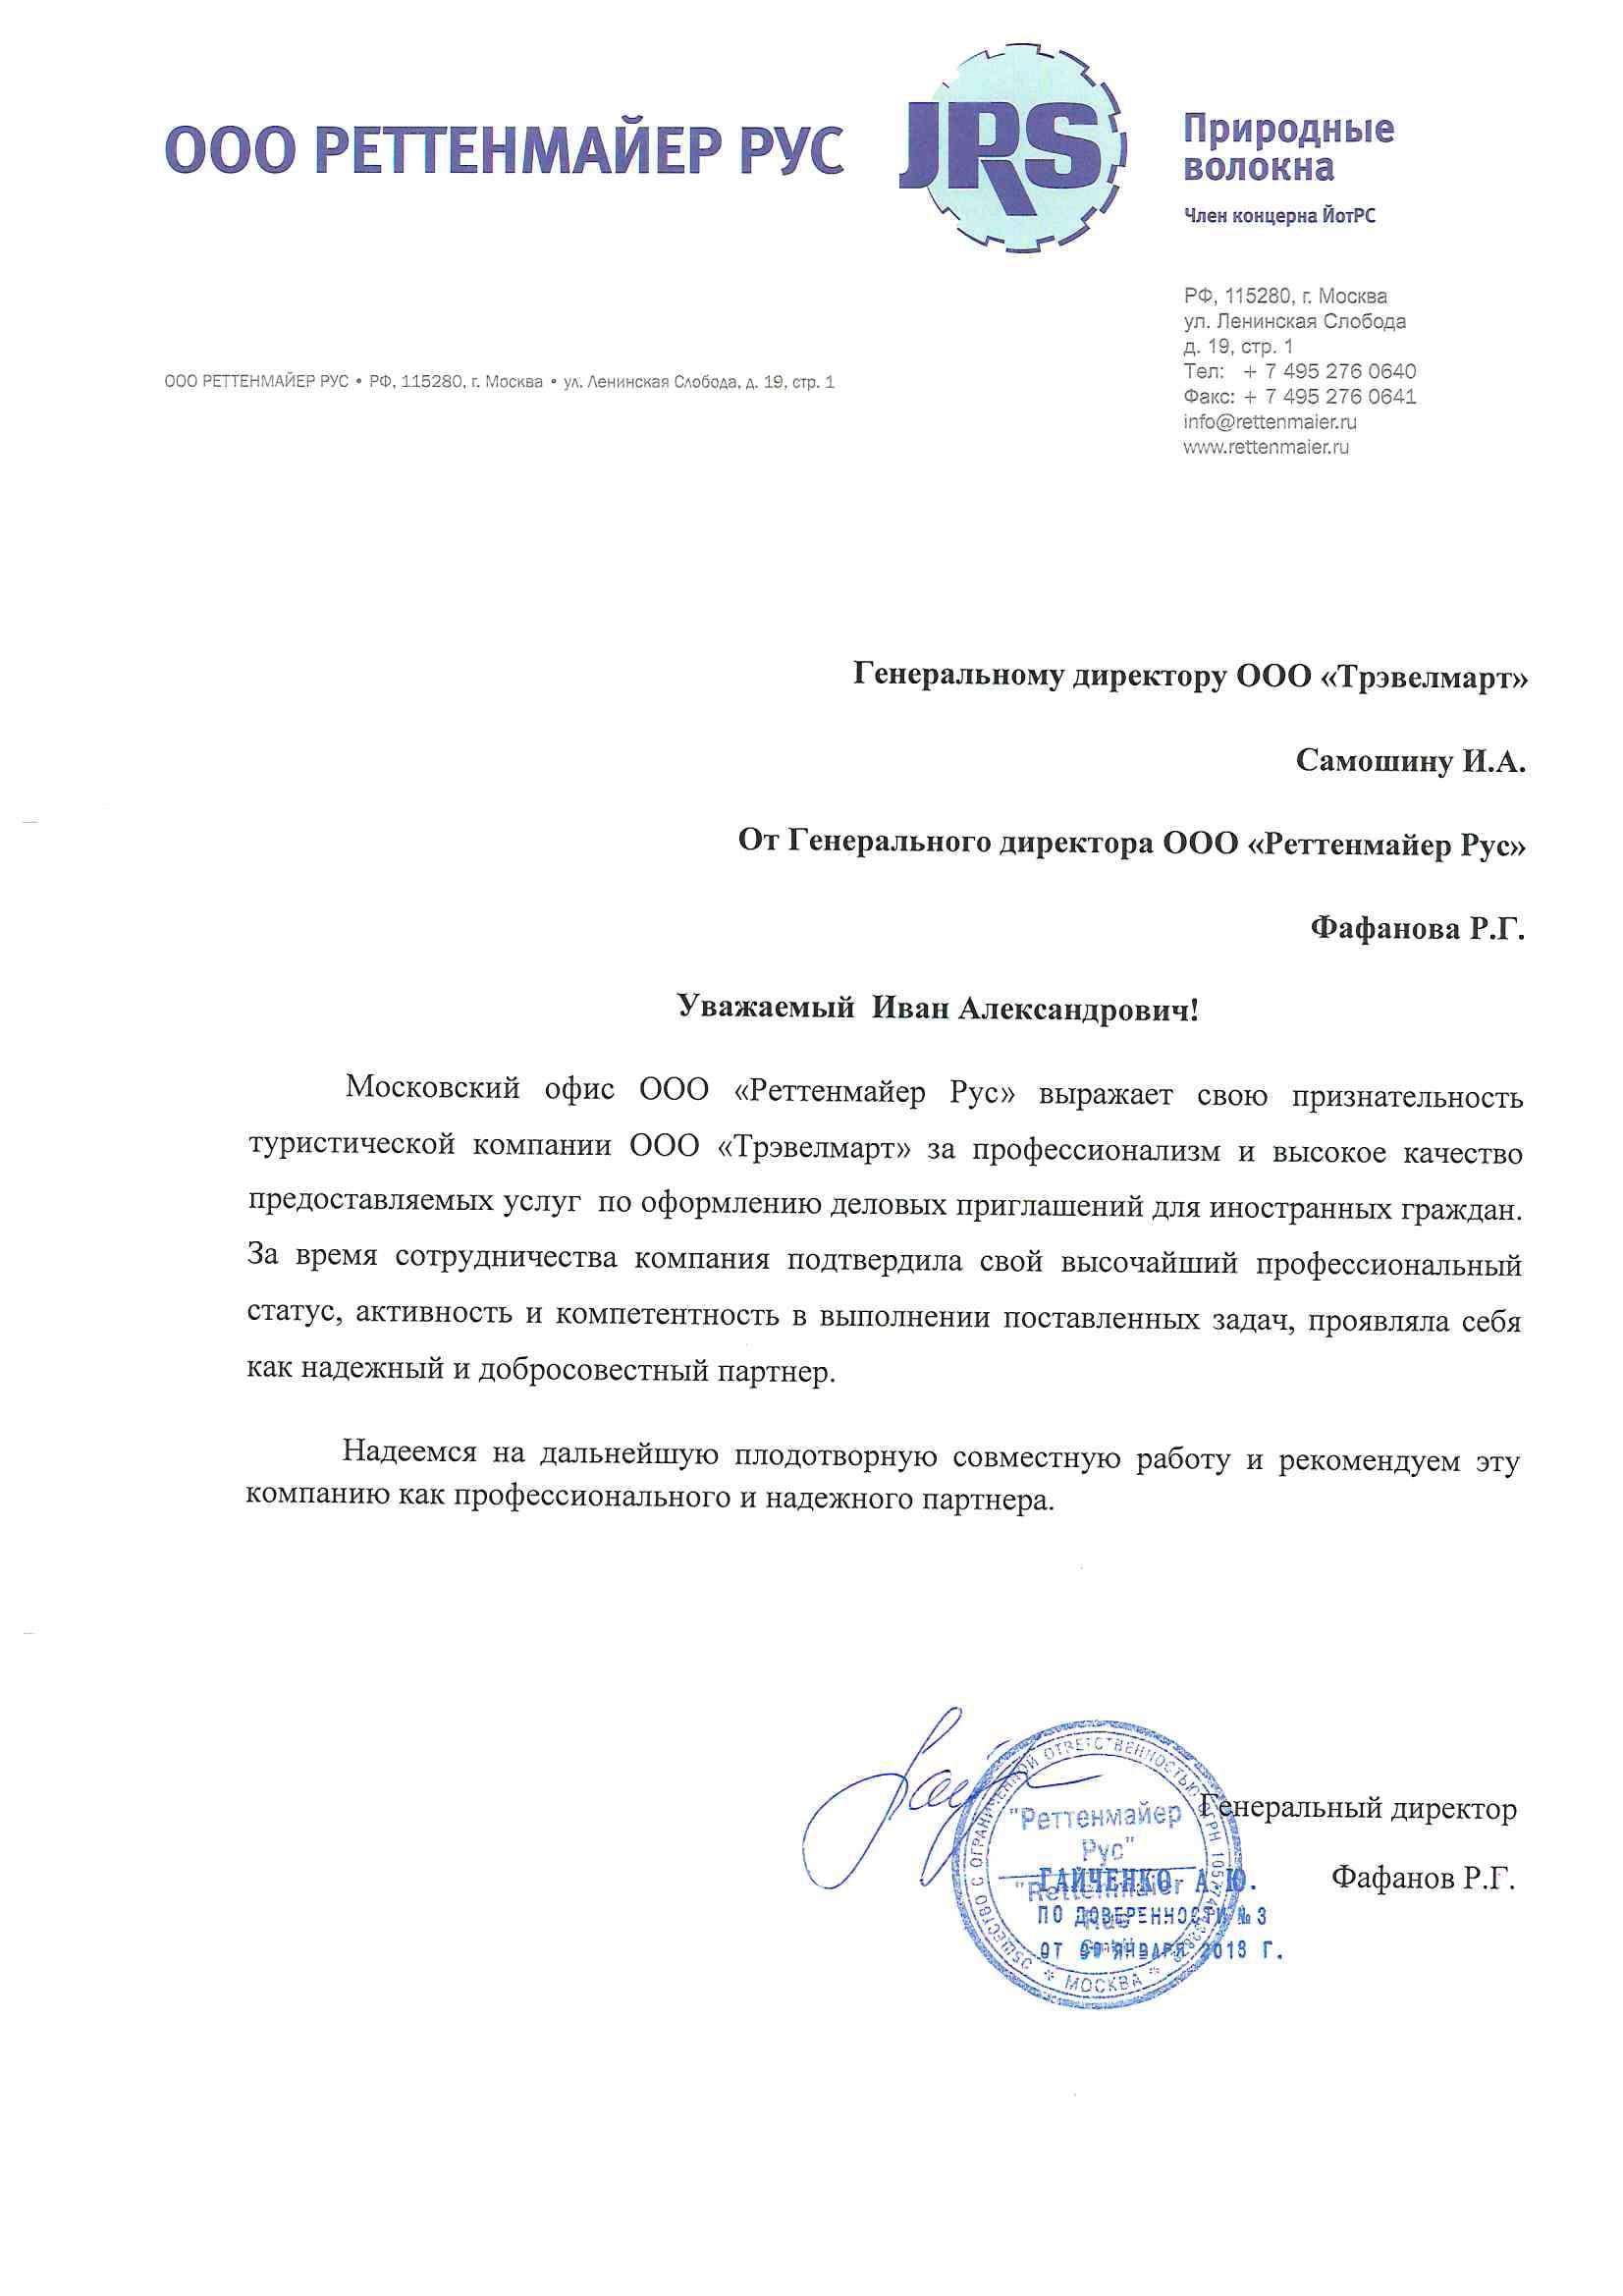 ООО РЕТТЕНМАЙЕР РУС
JRS
Природные
волокна
Член концерна ЙотРС
РФ, 115280, г. Москва
ул. Ленинская Слобода
д. 19, стр. 1
Тел: + 7 495 276 0640
Факс: + 7 495 276 0641
info@rettenmaier.ru
www.rettenmaier.ru
ООО РЕТТЕНМАЙЕР РУС • РФ, 115280, г. Москва • ул. Ленинская Слобода, д. 19, стр. 1
Генеральному директору ООО «Трэвелмарт»
Самошину И.А.
От Генерального директора ООО «Реттенмайер Рус»
Фафанова Р.Г.
Уважаемый Иван Александрович!
Московский офис ООО «Реттенмайер Рус» выражает свою признательность
туристической компании ООО «Трэвелмарт» за профессионализм и высокое качество
предоставляемых услуг по оформлению деловых приглашений для иностранных граждан.
За время сотрудничества компания подтвердила свой высочайший профессиональный
статус, активность и компетентность в выполнении поставленных задач, проявляла себя
как надежный и добросовестный партнер.
Надеемся на дальнейшую плодотворную совместную работу и рекомендуем эту
компанию как профессионального и надежного партнера.
Генеральный директор
Фафанов Р.Г.
ОБЩЕСТВО С ОГРАНИЧЕННОЙ ОТВЕТСТВЕННОСТЬЮ
* МОСКВА *
"Реттенмайер
Рус"
"Rettenmaier
ГАЙЧЕНКО А.Ю.
ПО ДОВЕРЕННОСТИ №3
ЯНВАРЯ 2013 Г.